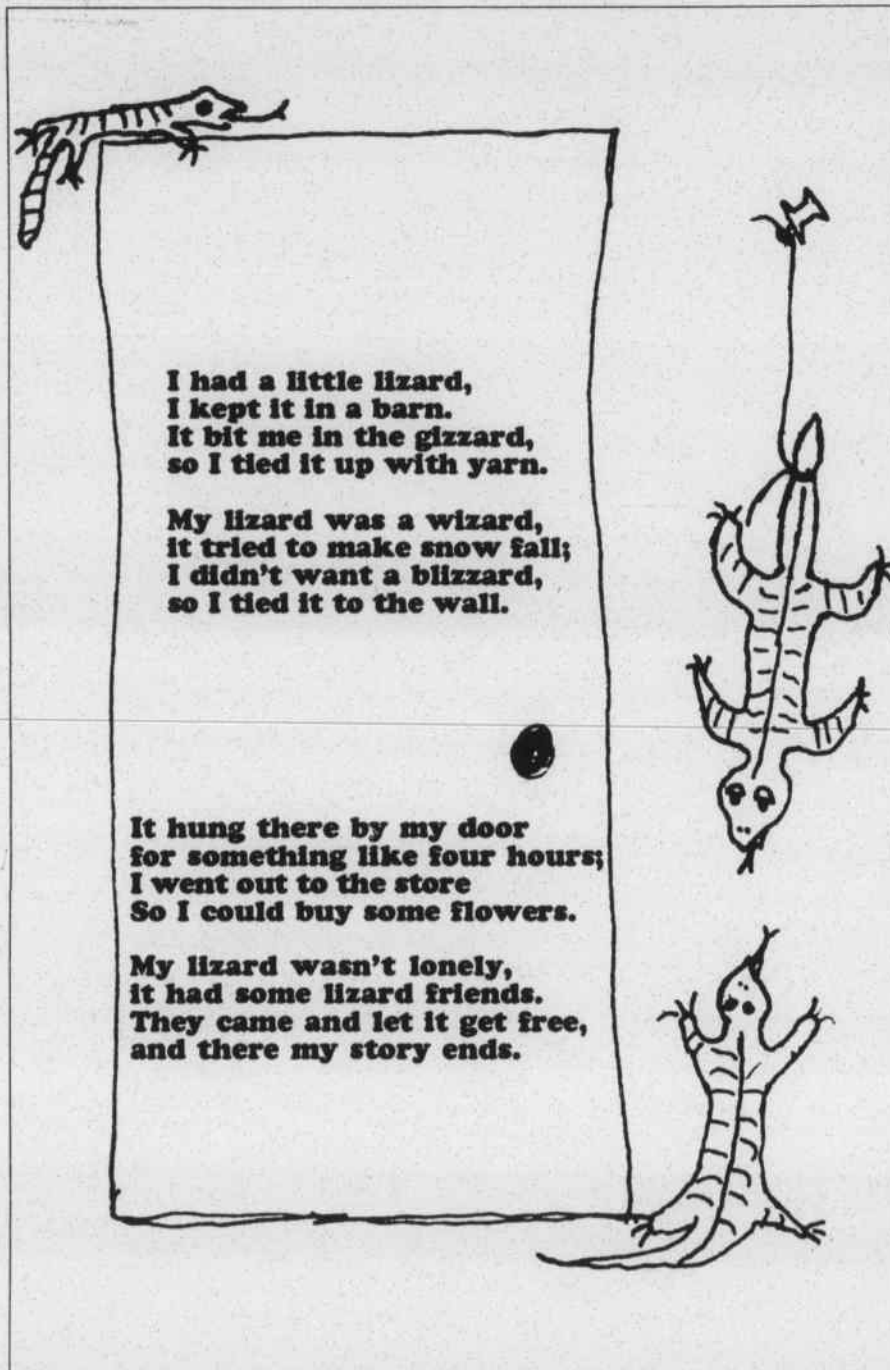 I had a little lizard,
I kept it in a barn.
It bit me in the gizzard,
so I tied it up with yarn.

My lizard was a wizard,
it tried to make snow fall;
I didn't want a blizzard,
so I tied it to the wall.

It hung there by my door
for something like four hours;
I went out to the store
So I could buy some flowers.

My lizard wasn't lonely,
it had some lizard friends.
They came and let it get free,
and there my story ends.